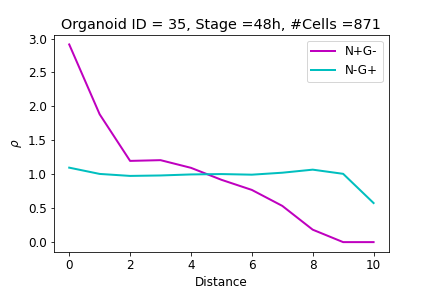 Organoid ID = 35, Stage =48h, #Cells =871
3.0
2.5
2.0
1.5
1.0
0.5
0.0
ρ
N+G-
N-G+
0 2 4 6 8 10
Distance